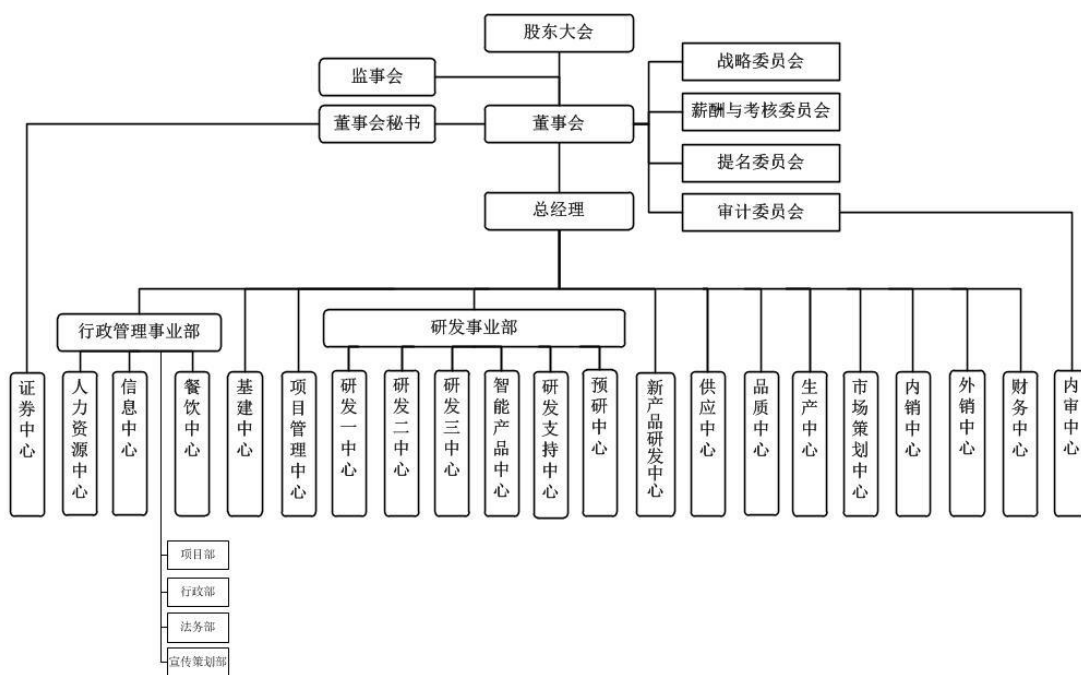 股东大会
监事会
战略委员会
董事会秘书
董事会
薪酬与考核委员会
提名委员会
总经理
审计委员会
行政管理事业部
研发事业部
证券中心
人力资源中心
信息中心
餐饮中心
基建中心
项目管理中心
研发一中心
研发二中心
研发三中心
智能产品中心
研发支持中心
预研中心
新产品研发中心
供应中心
品质中心
生产中心
市场策划中心
内销中心
外销中心
财务中心
内审中心
项目部
行政部
法务部
宣传策划部